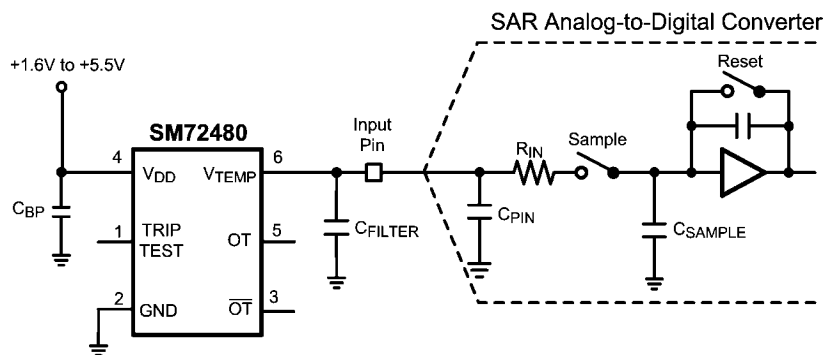 SAR Analog-to-Digital Converter
+1.6V to +5.5V
Reset
SM72480
Input
Pin
RIN
Sample
4
VDD
VTEMP
6
CBP
CFILTER
CPIN
CSAMPLE
1
TRIP
TEST
OT
5
2
GND
OT
3